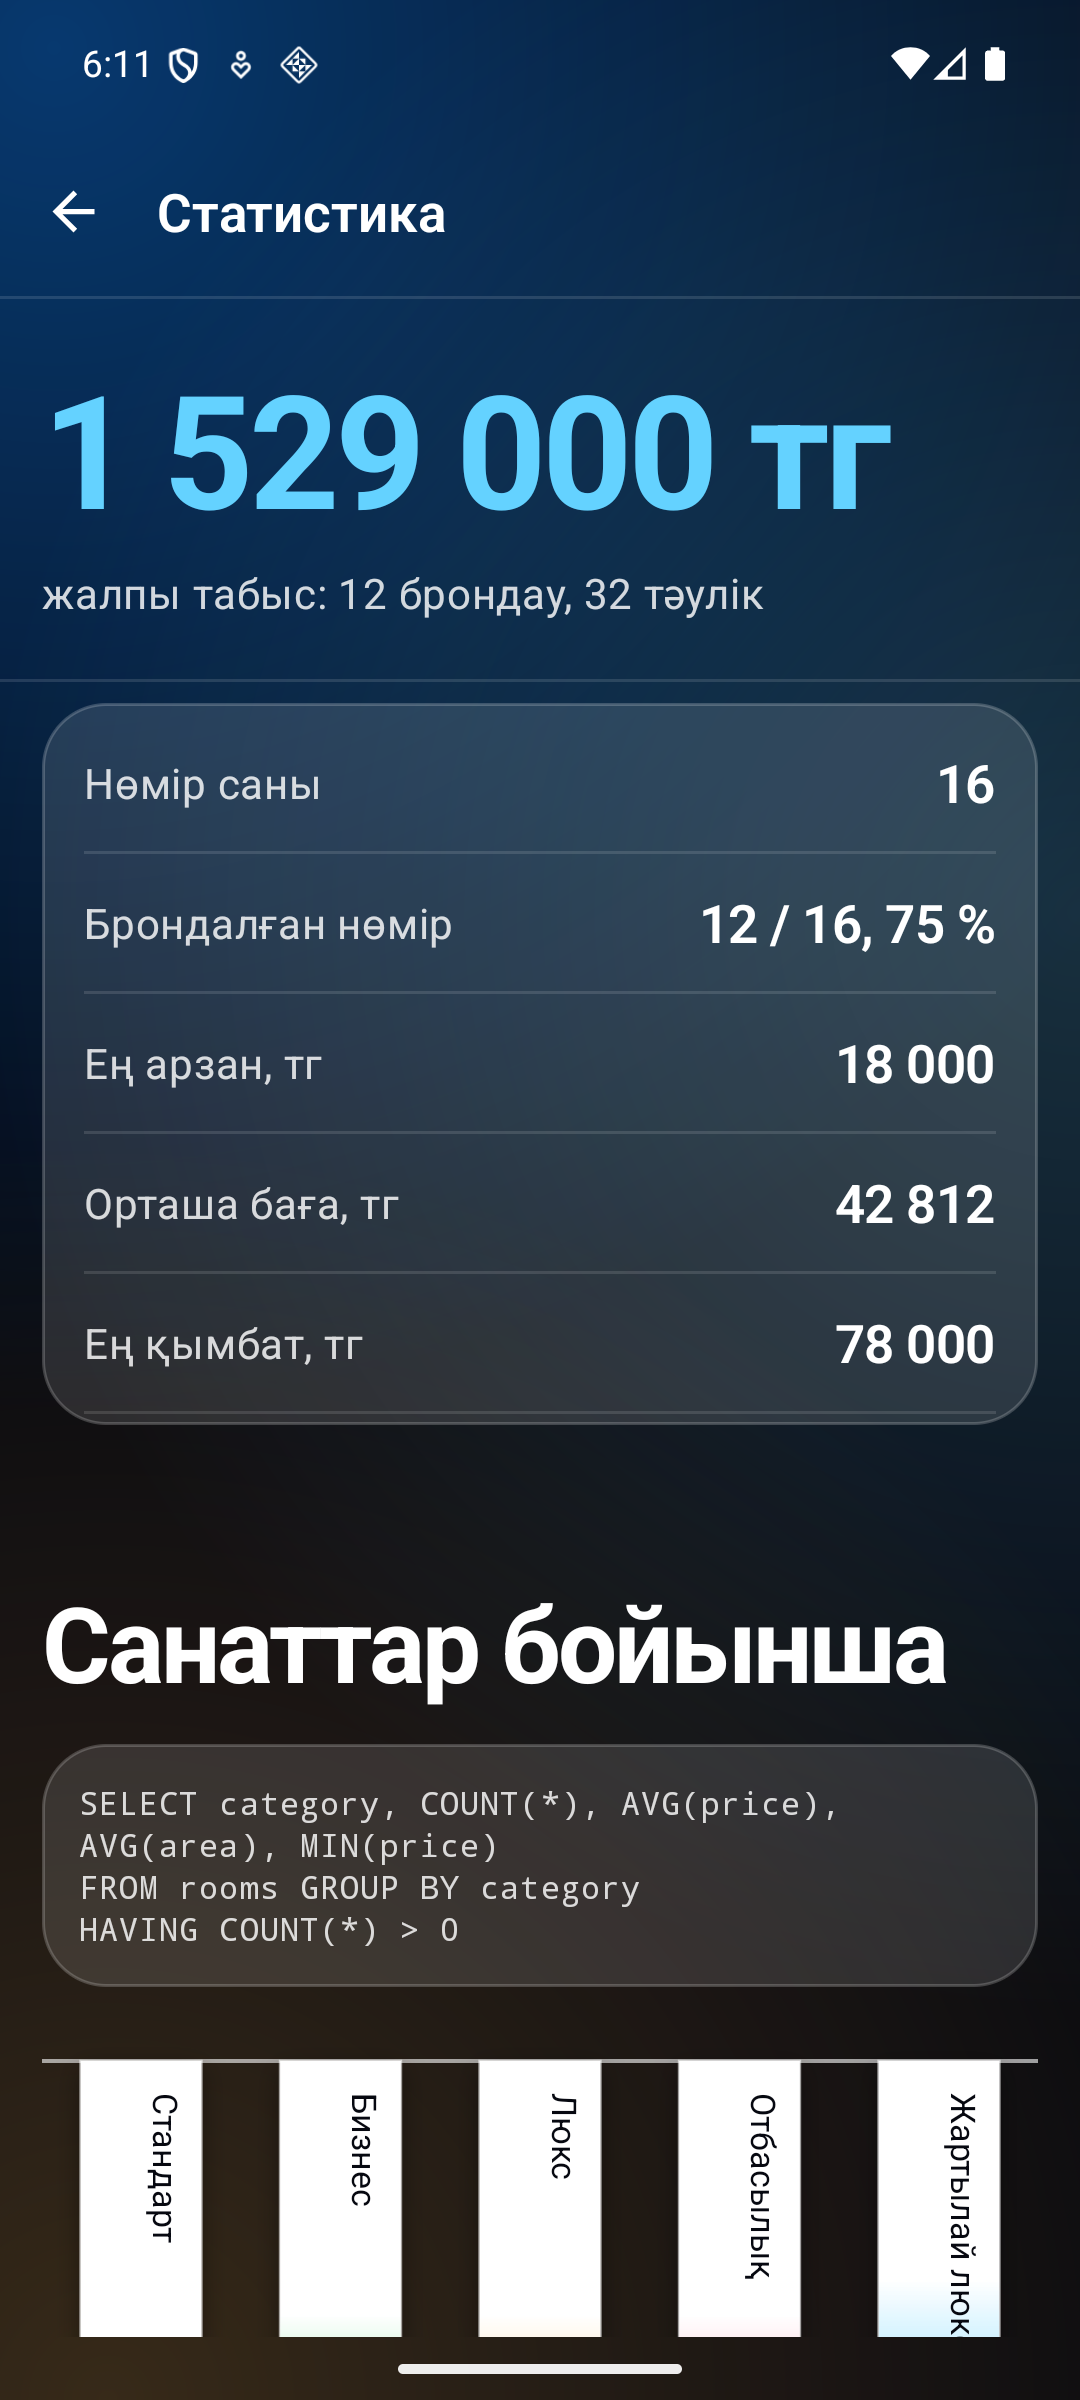 6:11
Статистика
1 529 000 тг
жалпы табыс: 12 брондау, 32 тәулік
Нөмір саны
16
Брондалған нөмір
12 / 16, 75 %
Ең арзан, тг
18 000
Орташа баға, тг
42 812
Ең қымбат, тг
78 000
Санаттар бойынша
SELECT category, COUNT(*), AVG(price),
AVG(area), MIN(price)
FROM rooms GROUP BY category
HAVING COUNT(*) > 0
Стандарт
Бизнес
Люкс
Отбасылық
Жартылай люкс